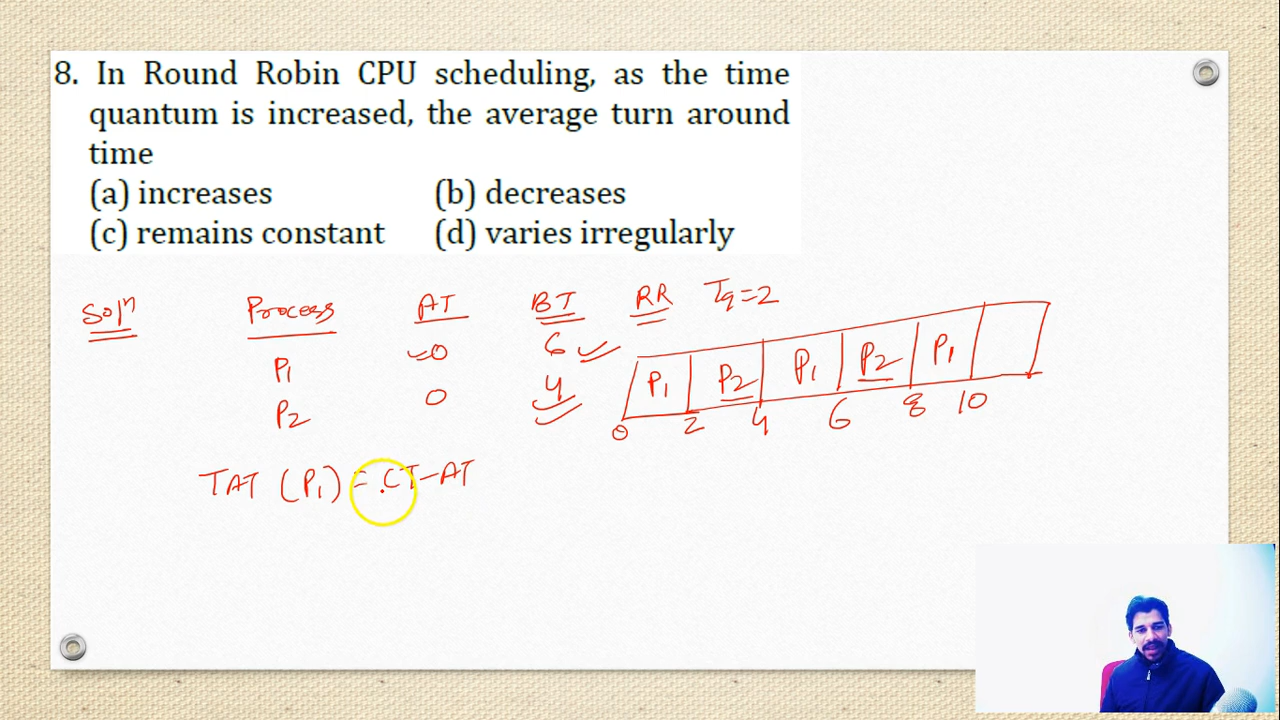 8. In Round Robin CPU scheduling, as the time
quantum is increased, the average turn around
time
(a) increases (b) decreases
(c) remains constant (d) varies irregularly
Solⁿ Process AT BT RR Tq=2
P1 0 6
P2 0 4
P1 P2 P1 P2 P1
0 2 4 6 8 10
TAT (P1) = CT-AT